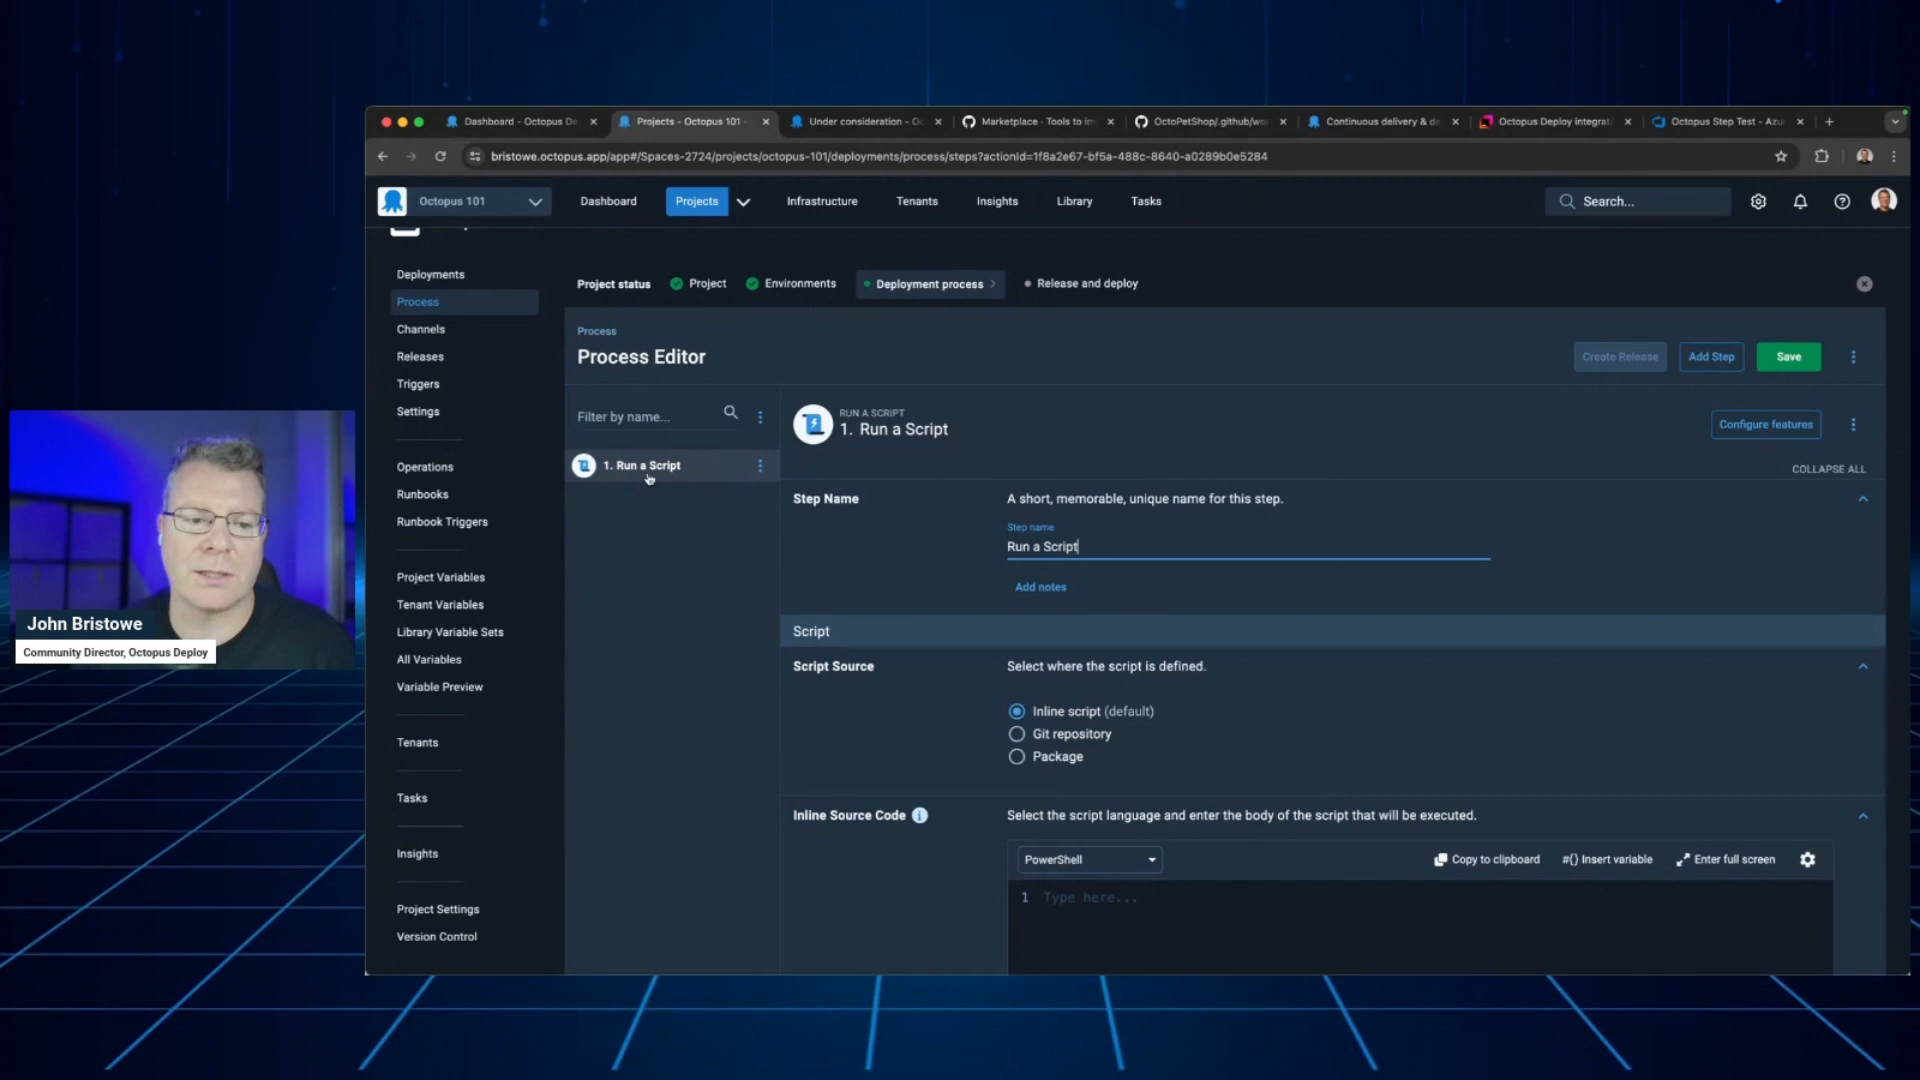 Dashboard - Octopus De
Projects - Octopus 101 -
Under consideration - Oc
Marketplace · Tools to im
OctoPetShop/.github/wo
Continuous delivery & de
Octopus Deploy integrat
Octopus Step Test - Azu
bristowe.octopus.app/app#/Spaces-2724/projects/octopus-101/deployments/process/steps?actionId=1f8a2e67-bf5a-488c-8640-a0289b0e5284
Octopus 101
Dashboard
Projects
Infrastructure
Tenants
Insights
Library
Tasks
Search...
Deployments
Process
Channels
Releases
Triggers
Settings
Operations
Runbooks
Runbook Triggers
Project Variables
Tenant Variables
Library Variable Sets
All Variables
Variable Preview
Tenants
Tasks
Insights
Project Settings
Version Control
Project status
Project
Environments
Deployment process
Release and deploy
Process
Process Editor
Create Release
Add Step
Save
Filter by name...
1. Run a Script
RUN A SCRIPT
1. Run a Script
Configure features
COLLAPSE ALL
Step Name
A short, memorable, unique name for this step.
Step name
Run a Script
Add notes
Script
Script Source
Select where the script is defined.
Inline script (default)
Git repository
Package
Inline Source Code
Select the script language and enter the body of the script that will be executed.
PowerShell
Copy to clipboard
#{} Insert variable
Enter full screen
1 Type here...
John Bristowe
Community Director, Octopus Deploy